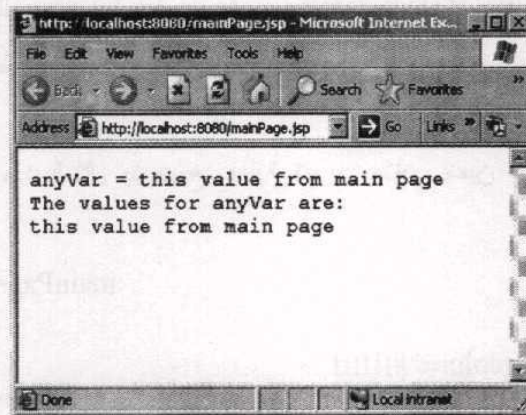 http://localhost:8080/mainPage.jsp - Microsoft Internet Ex...
File Edit View Favorites Tools Help
Back Search Favorites
Address http://localhost:8080/mainPage.jsp Go Links
anyVar = this value from main page
The values for anyVar are:
this value from main page
Done Local intranet